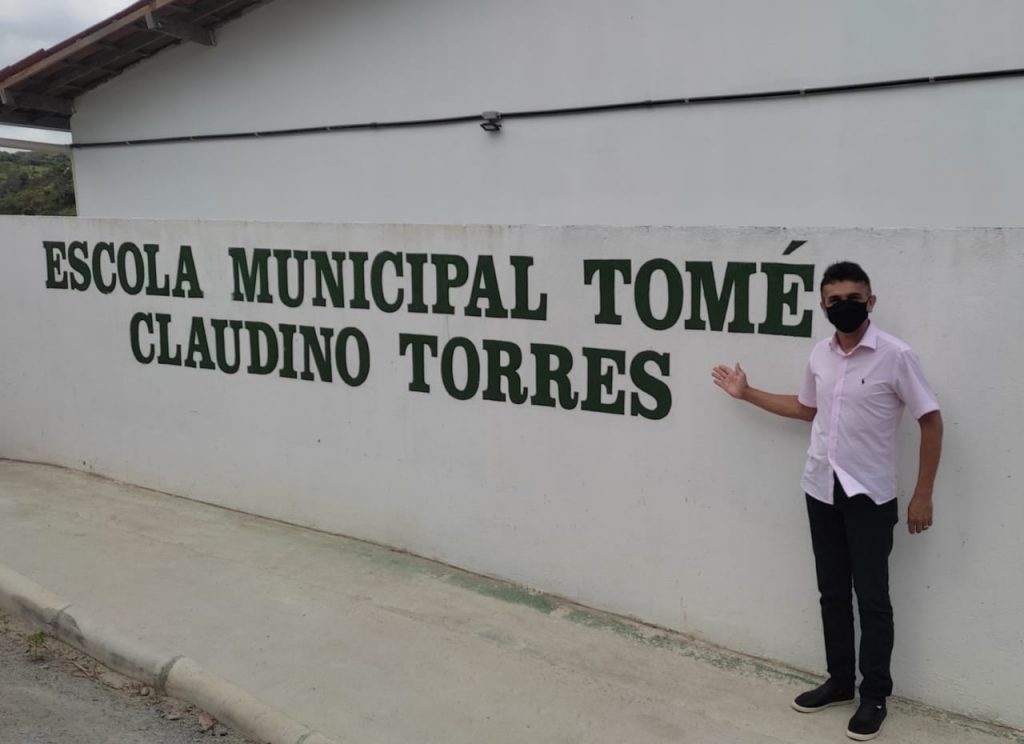 ESCOLA MUNICIPAL TOMÉ
CLAUDINO TORRES